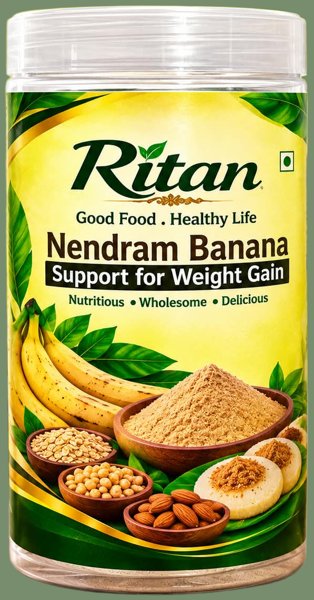 Ritan
Good Food . Healthy Life
Nendram Banana
Support for Weight Gain
Nutritious • Wholesome • Delicious